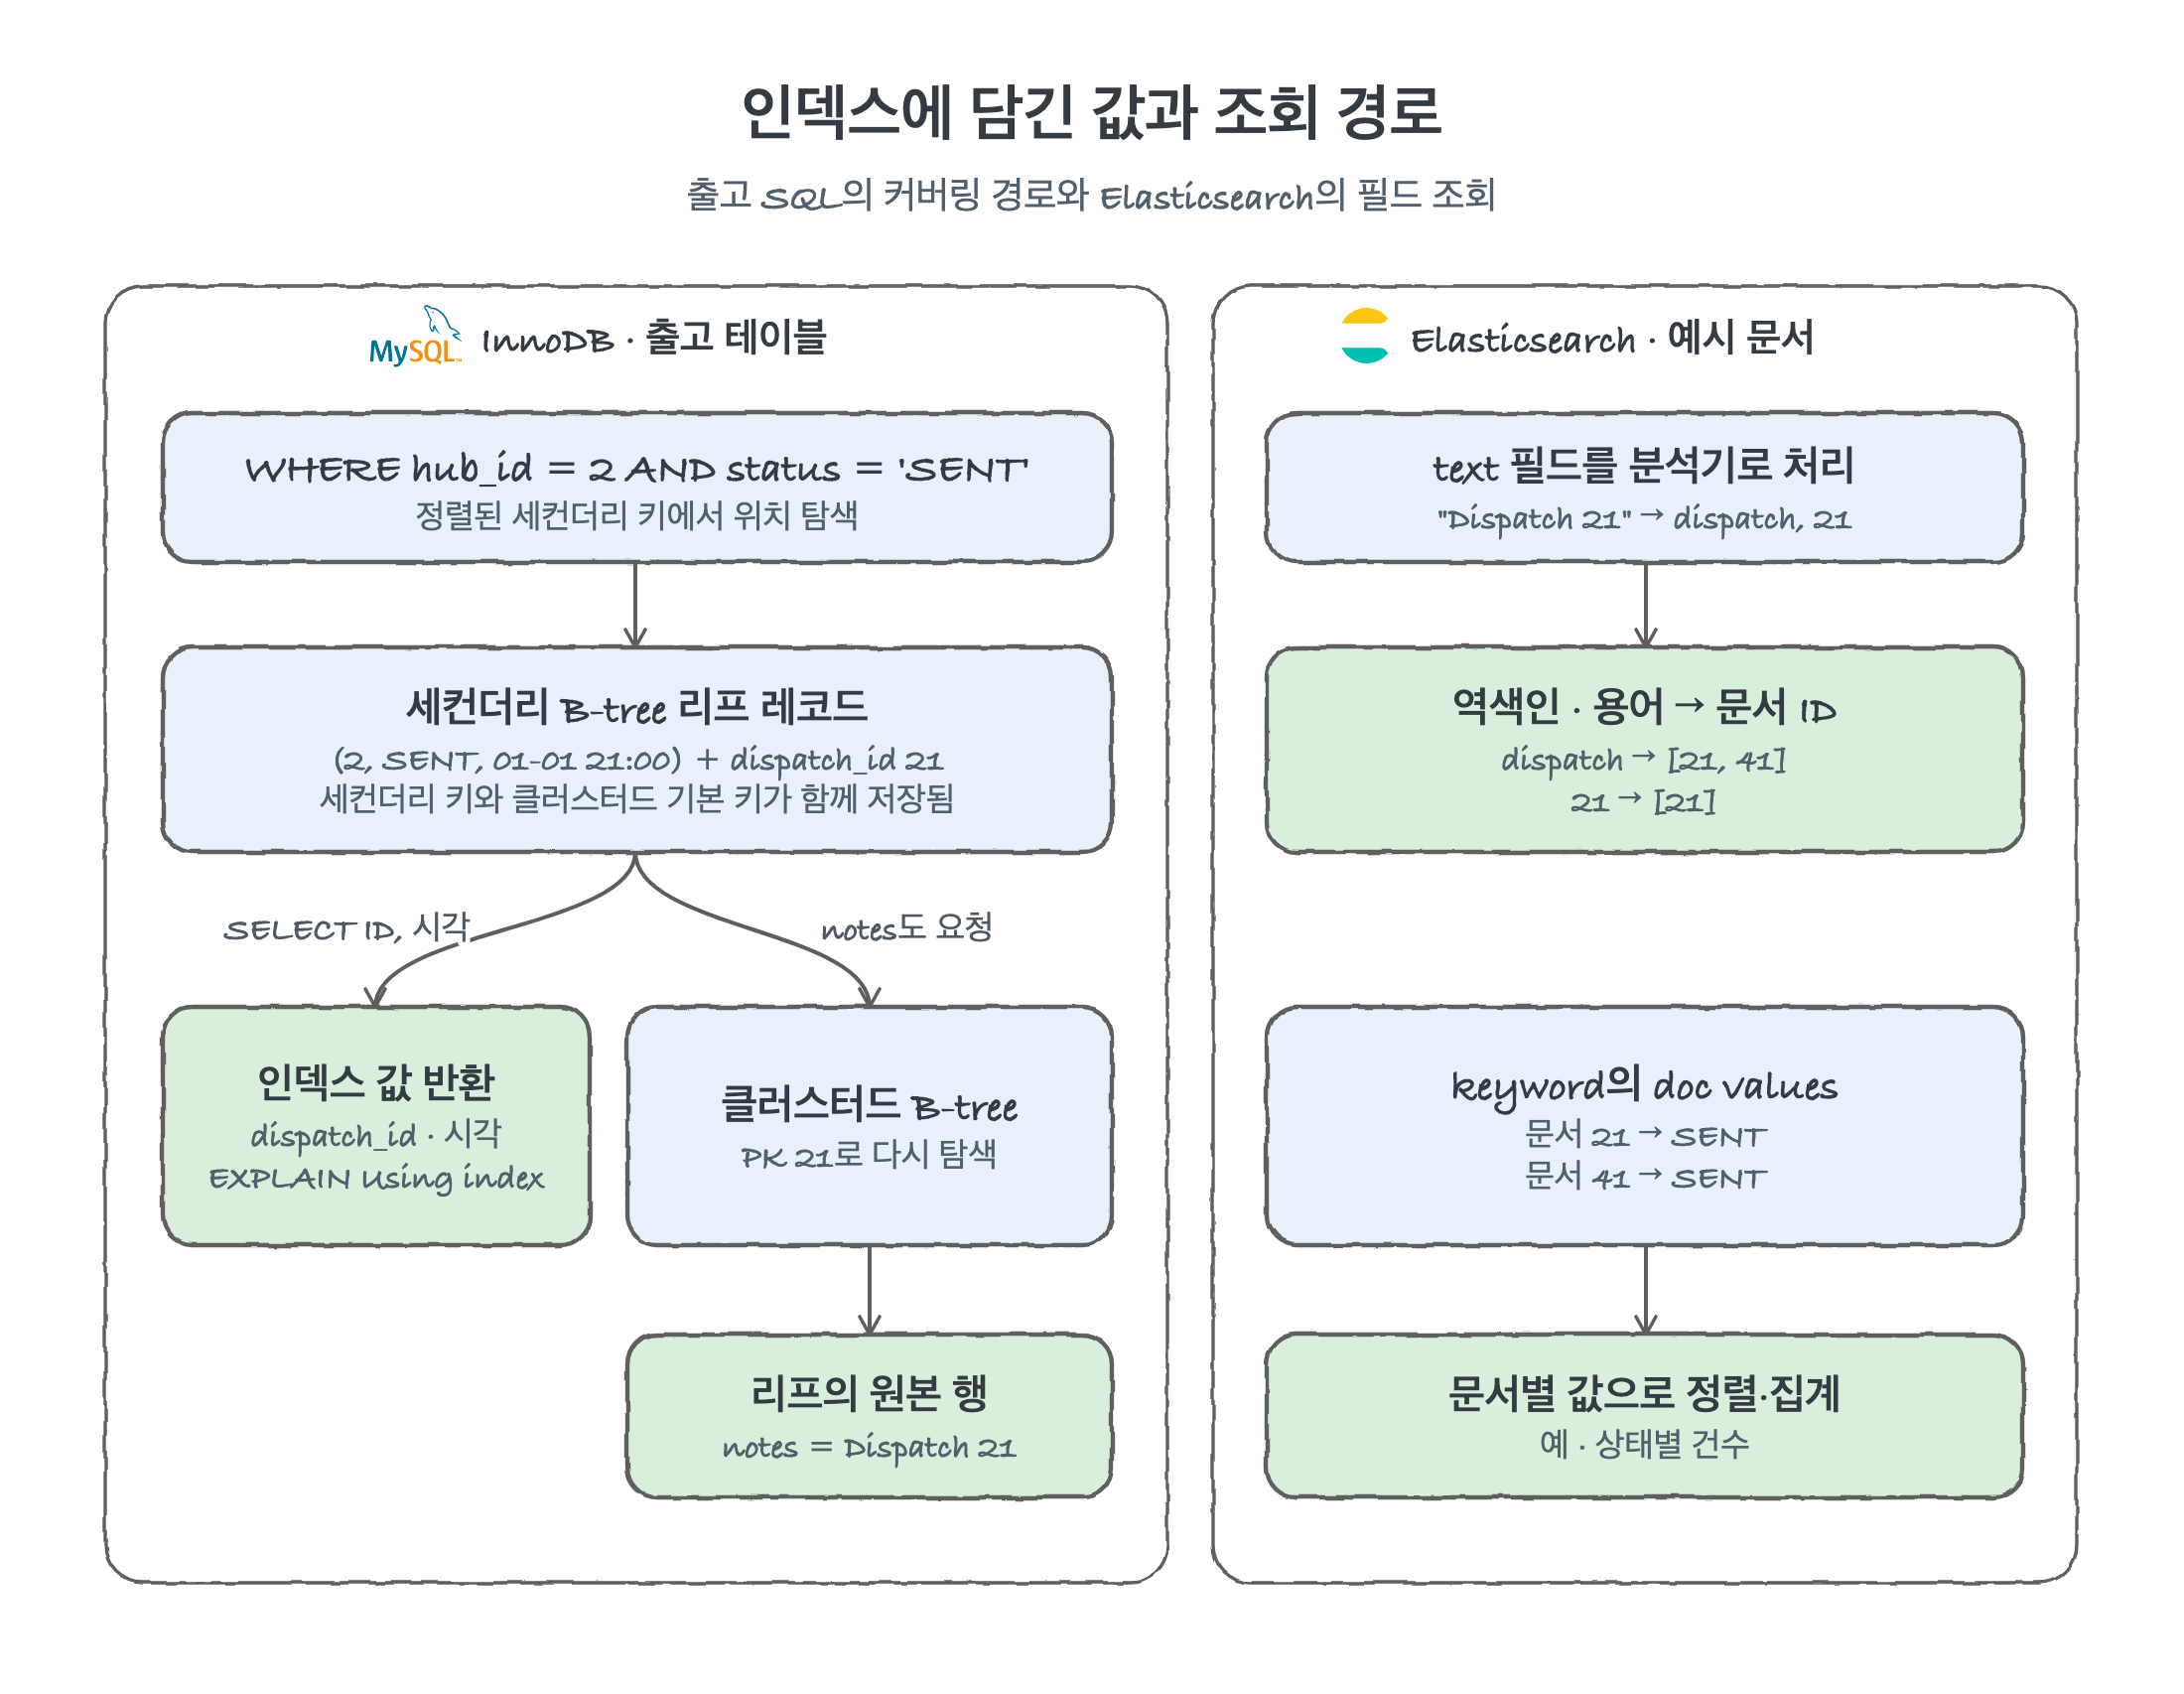 인덱스에 담긴 값과 조회 경로
출고 SQL의 커버링 경로와 Elasticsearch의 필드 조회
MySQL™ InnoDB · 출고 테이블
WHERE hub_id = 2 AND status = 'SENT'
정렬된 세컨더리 키에서 위치 탐색
세컨더리 B-tree 리프 레코드
(2, SENT, 01-01 21:00) + dispatch_id 21
세컨더리 키와 클러스터드 기본 키가 함께 저장됨
SELECT ID, 시각
notes도 요청
인덱스 값 반환
dispatch_id · 시각
EXPLAIN Using index
클러스터드 B-tree
PK 21로 다시 탐색
리프의 원본 행
notes = Dispatch 21
Elasticsearch · 예시 문서
text 필드를 분석기로 처리
"Dispatch 21" → dispatch, 21
역색인 · 용어 → 문서 ID
dispatch → [21, 41]
21 → [21]
keyword의 doc values
문서 21 → SENT
문서 41 → SENT
문서별 값으로 정렬·집계
예 · 상태별 건수